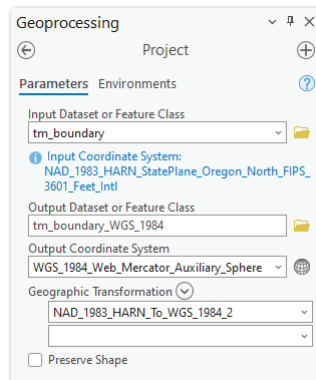 Geoprocessing
Project
Parameters Environments
Input Dataset or Feature Class
tm_boundary
Input Coordinate System:
NAD_1983_HARN_StatePlane_Oregon_North_FIPS_
3601_Feet_Intl
Output Dataset or Feature Class
tm_boundary_WGS_1984
Output Coordinate System
WGS_1984_Web_Mercator_Auxiliary_Sphere
Geographic Transformation
NAD_1983_HARN_To_WGS_1984_2
Preserve Shape